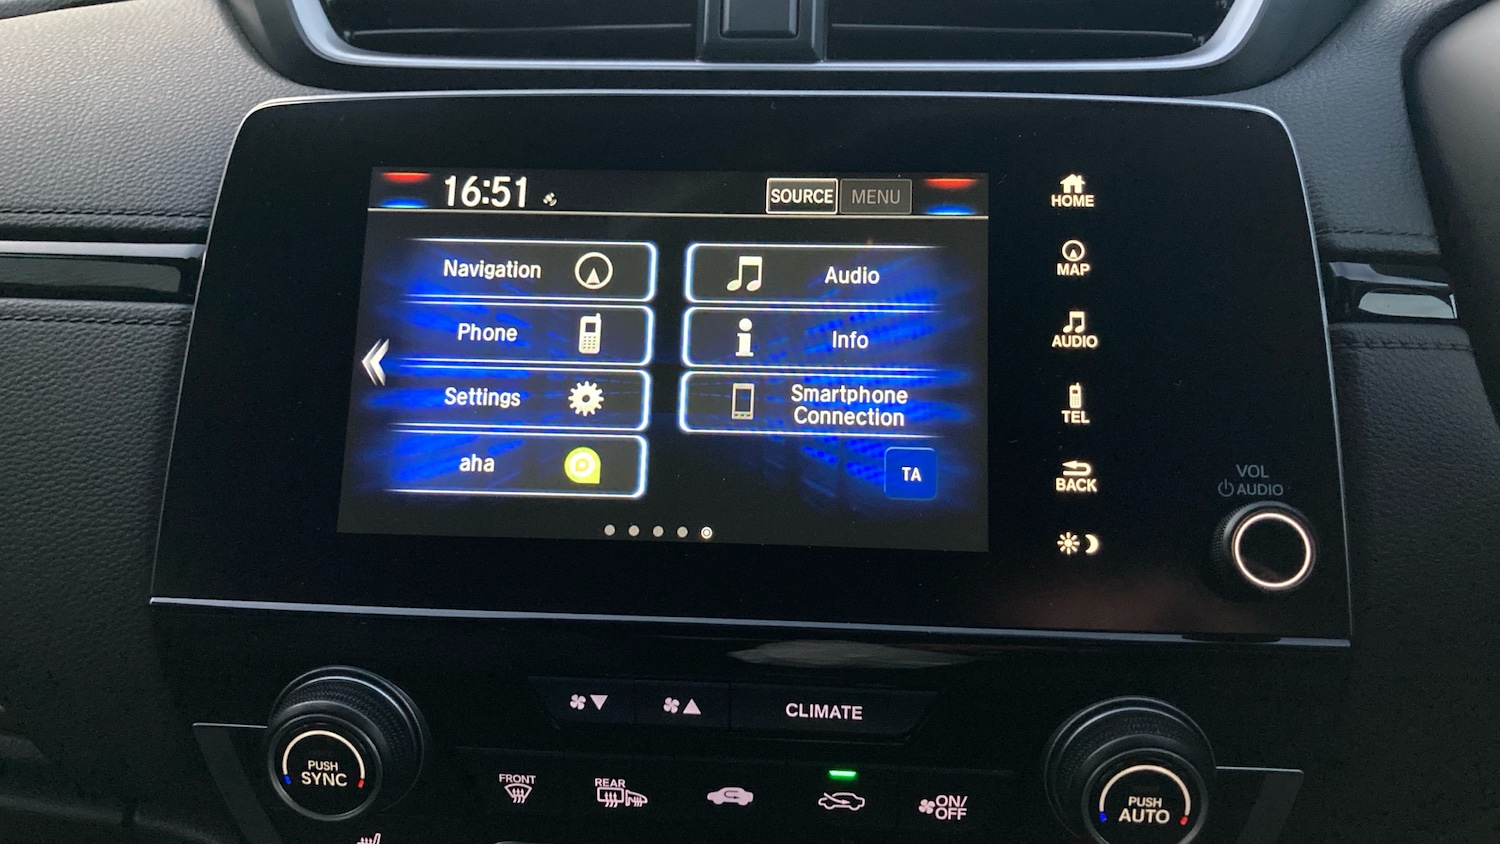 16:51
SOURCE MENU
Navigation
Audio
Phone
Info
Settings
Smartphone
Connection
aha
TA
HOME
MAP
AUDIO
TEL
BACK
VOL
AUDIO
CLIMATE
PUSH
SYNC
FRONT
REAR
ON/
OFF
PUSH
AUTO